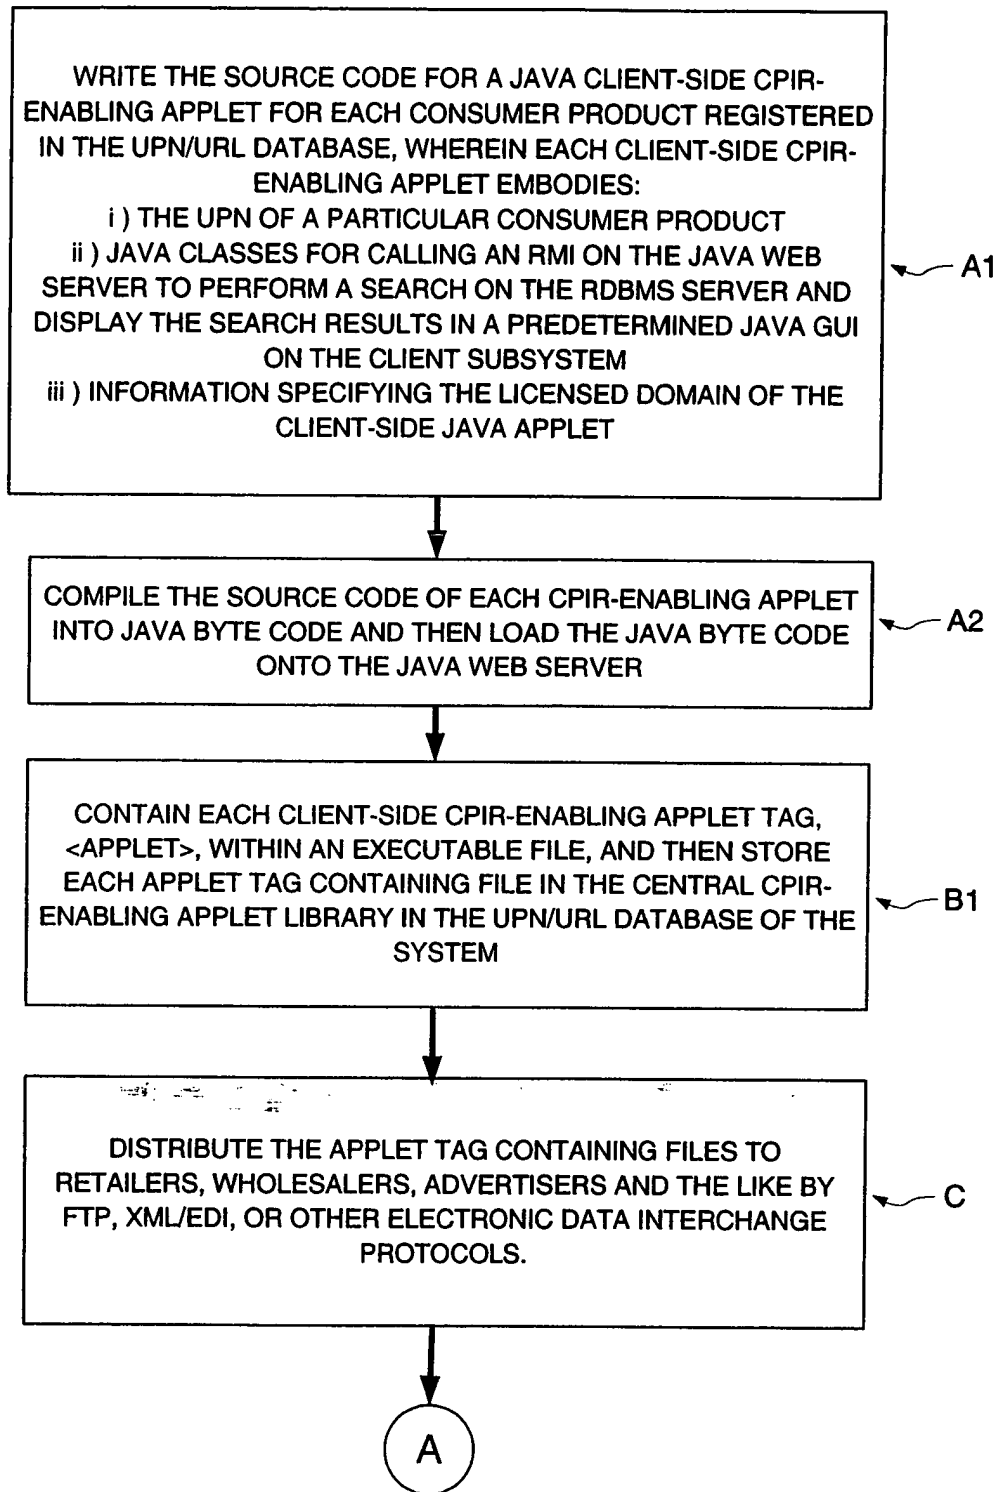 WRITE THE SOURCE CODE FOR A JAVA CLIENT-SIDE CPIR-
ENABLING APPLET FOR EACH CONSUMER PRODUCT REGISTERED
IN THE UPN/URL DATABASE, WHEREIN EACH CLIENT-SIDE CPIR-
ENABLING APPLET EMBODIES:
i ) THE UPN OF A PARTICULAR CONSUMER PRODUCT
ii ) JAVA CLASSES FOR CALLING AN RMI ON THE JAVA WEB
SERVER TO PERFORM A SEARCH ON THE RDBMS SERVER AND
DISPLAY THE SEARCH RESULTS IN A PREDETERMINED JAVA GUI
ON THE CLIENT SUBSYSTEM
iii ) INFORMATION SPECIFYING THE LICENSED DOMAIN OF THE
CLIENT-SIDE JAVA APPLET
A1
COMPILE THE SOURCE CODE OF EACH CPIR-ENABLING APPLET
INTO JAVA BYTE CODE AND THEN LOAD THE JAVA BYTE CODE
ONTO THE JAVA WEB SERVER
A2
CONTAIN EACH CLIENT-SIDE CPIR-ENABLING APPLET TAG,
<APPLET>, WITHIN AN EXECUTABLE FILE, AND THEN STORE
EACH APPLET TAG CONTAINING FILE IN THE CENTRAL CPIR-
ENABLING APPLET LIBRARY IN THE UPN/URL DATABASE OF THE
SYSTEM
B1
DISTRIBUTE THE APPLET TAG CONTAINING FILES TO
RETAILERS, WHOLESALERS, ADVERTISERS AND THE LIKE BY
FTP, XML/EDI, OR OTHER ELECTRONIC DATA INTERCHANGE
PROTOCOLS.
C
A